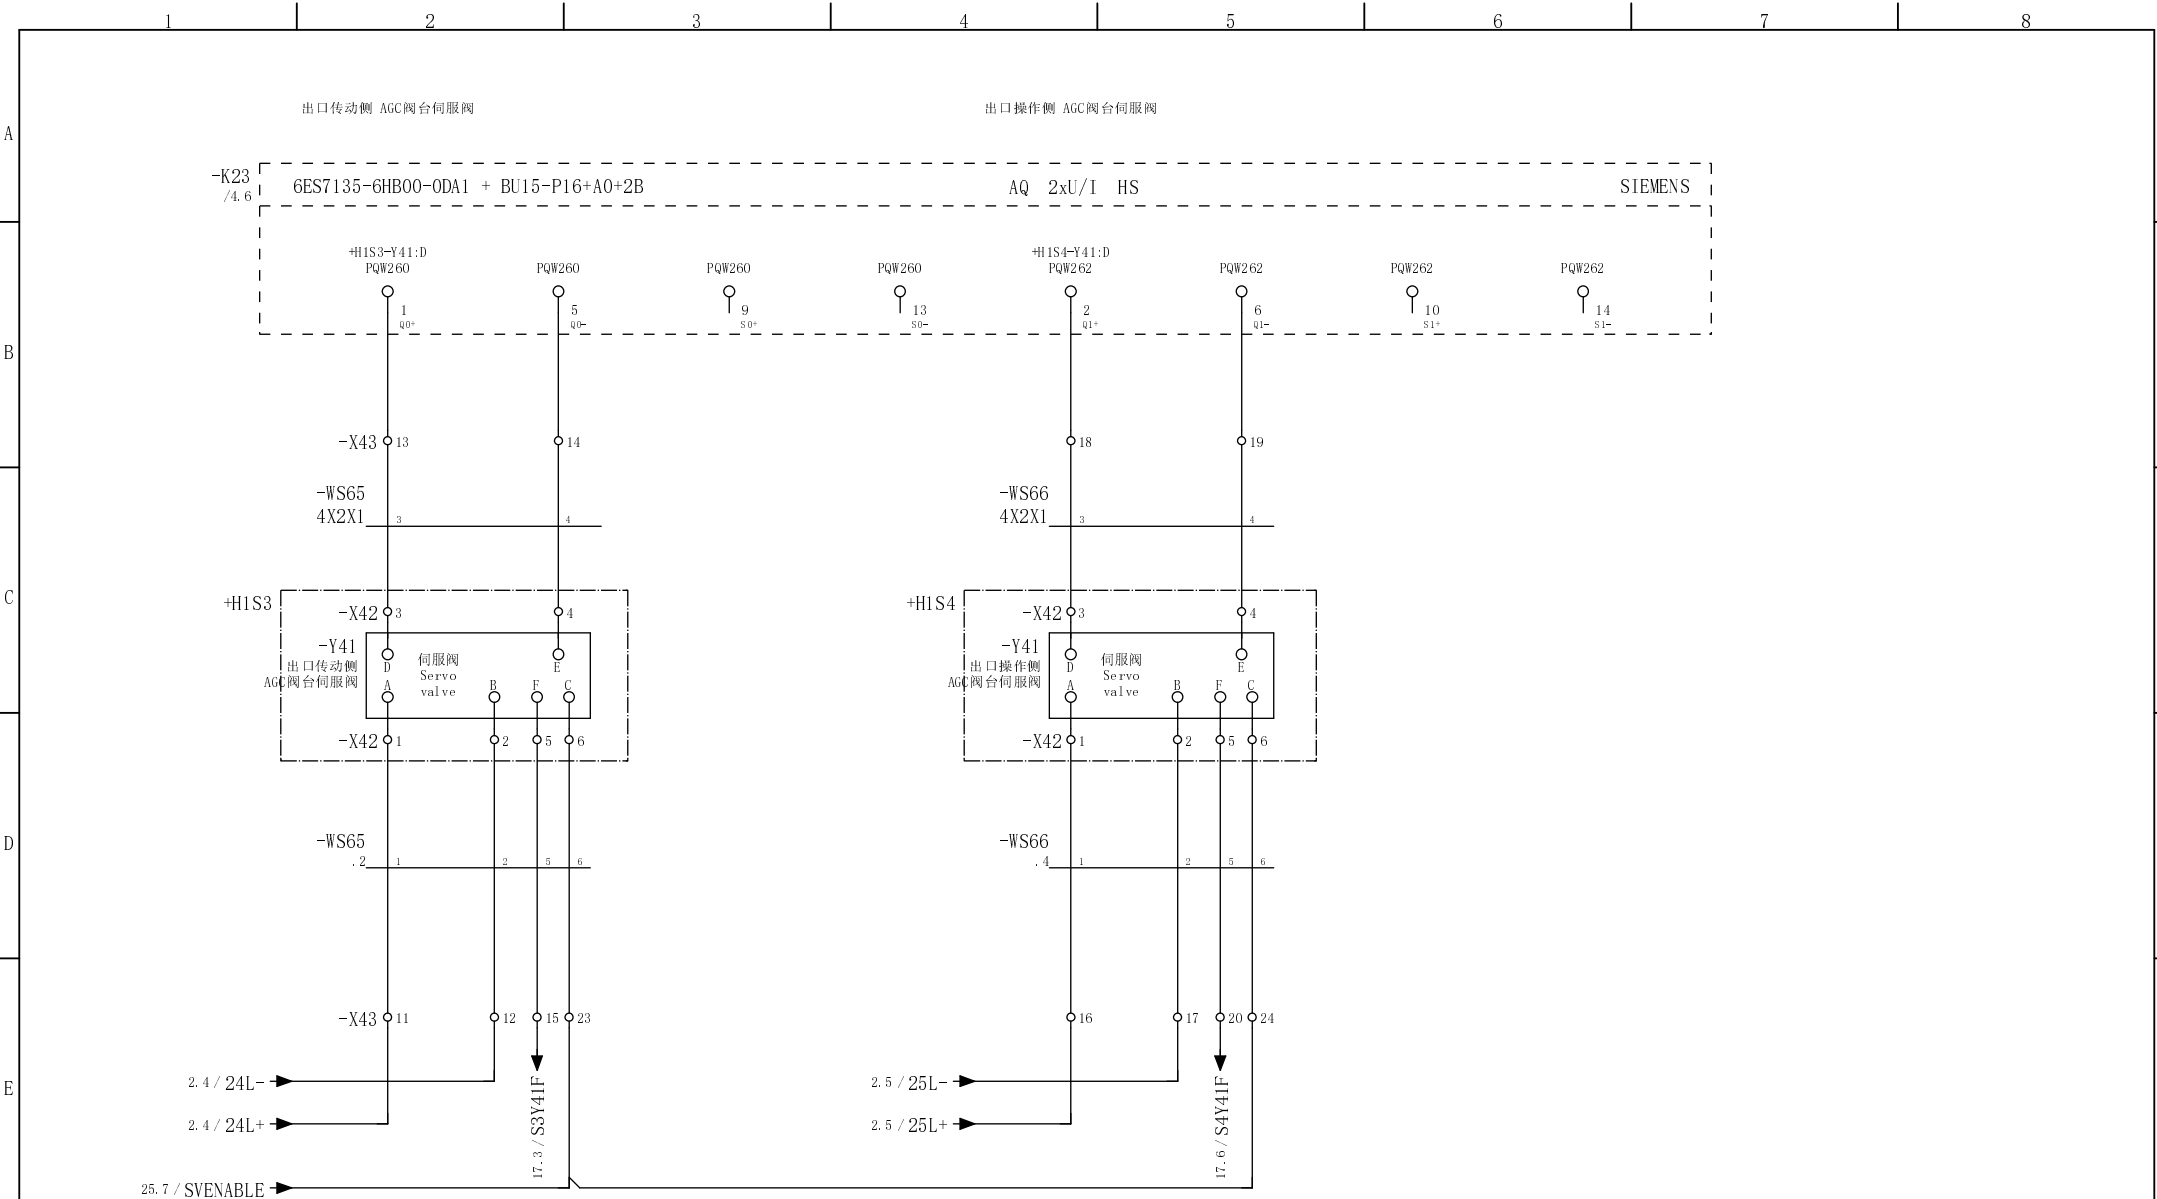 1 2 3 4 5 6 7 8
出口传动侧 AGC阀台伺服阀 出口操作侧 AGC阀台伺服阀
A
-K23 6ES7135-6HB00-0DA1 + BU15-P16+A0+2B AQ 2xU/I HS SIEMENS
/4.6
+H1S3-Y41:D +H1S4-Y41:D
PQW260 PQW260 PQW260 PQW260 PQW262 PQW262 PQW262 PQW262
1 5 9 13 2 6 10 14
Q0+ Q0- S0+ S0- Q1+ Q1- S1+ S1-
B
-X43 13 14 18 19
-WS65 -WS66
4X2X1 3 4 4X2X1 3 4
C
+H1S3 -X42 3 4 +H1S4 -X42 3 4
-Y41 -Y41
出口传动侧 D 伺服阀 E 出口操作侧 D 伺服阀 E
AGC阀台伺服阀 A Servo B F C AGC阀台伺服阀 A Servo B F C
valve valve
-X42 1 2 5 6 -X42 1 2 5 6
D
-WS65 -WS66
.2 1 2 5 6 .4 1 2 5 6
-X43 11 12 15 23 16 17 20 24
E
2.4 / 24L- 2.5 / 25L-
2.4 / 24L+ 2.5 / 25L+
17.3 / S3Y41F 17.6 / S4Y41F
25.7 / SVENABLE